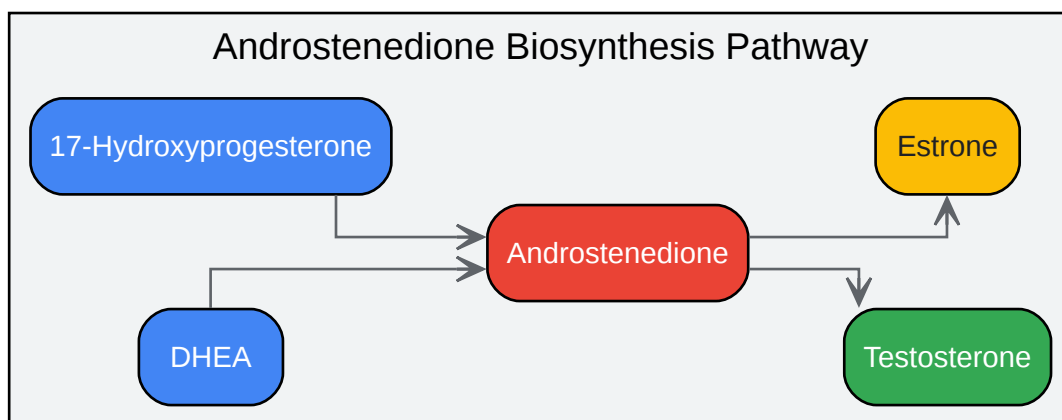 Androstenedione Biosynthesis Pathway
17-Hydroxyprogesterone
Estrone
Androstenedione
DHEA
Testosterone